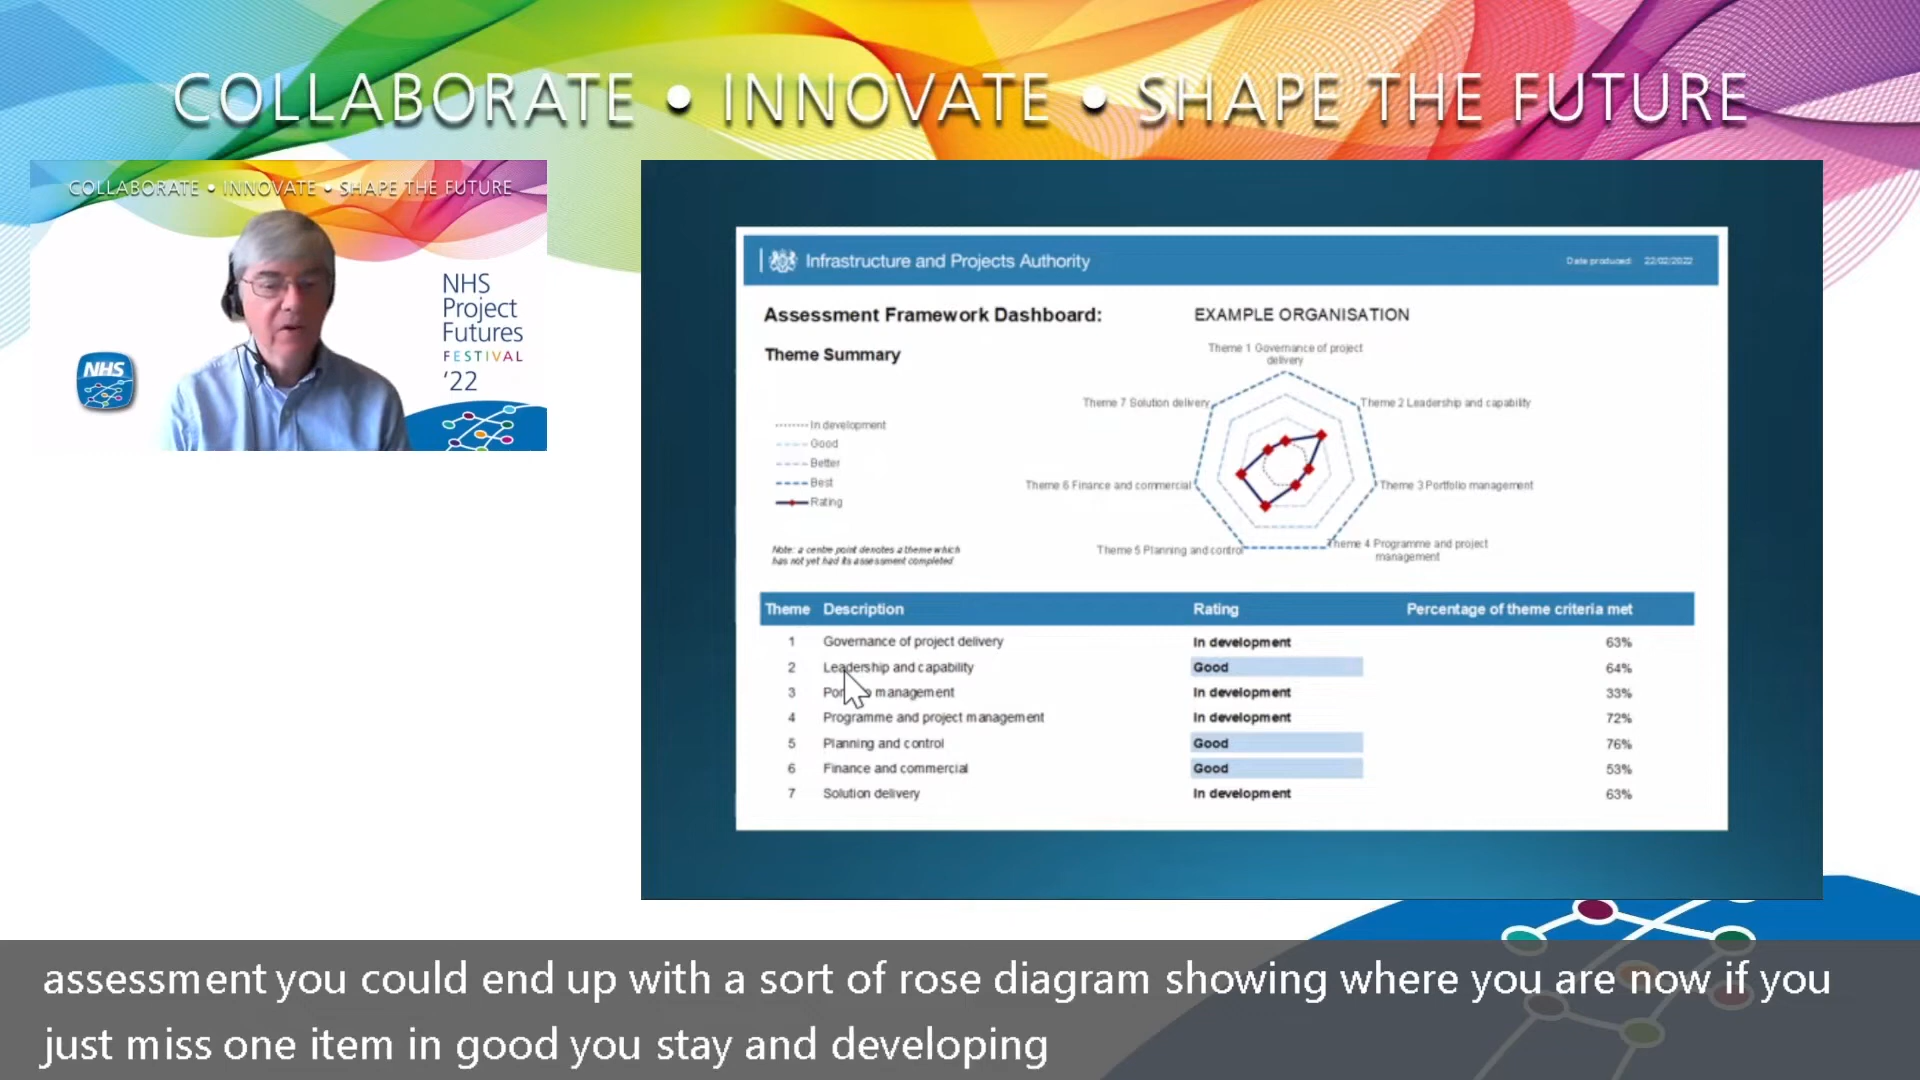 COLLABORATE • INNOVATE • SHAPE THE FUTURE
COLLABORATE • INNOVATE • SHAPE THE FUTURE
NHS
Project
Futures
FESTIVAL
'22
NHS
Infrastructure and Projects Authority
Date produced: 22/02/2022
Assessment Framework Dashboard: EXAMPLE ORGANISATION
Theme Summary
Theme 1 Governance of project
delivery
Theme 7 Solution delivery
Theme 2 Leadership and capability
In development
Good
Better
Best
Rating
Theme 6 Finance and commercial
Theme 3 Portfolio management
Theme 5 Planning and control
Theme 4 Programme and project
management
Note: a centre point denotes a theme which
has not yet had its assessment completed
Theme Description Rating Percentage of theme criteria met
1 Governance of project delivery In development 63%
2 Leadership and capability Good 64%
3 management In development 33%
4 Programme and project management In development 72%
5 Planning and control Good 76%
6 Finance and commercial Good 53%
7 Solution delivery In development 63%
assessment you could end up with a sort of rose diagram showing where you are now if you
just miss one item in good you stay and developing